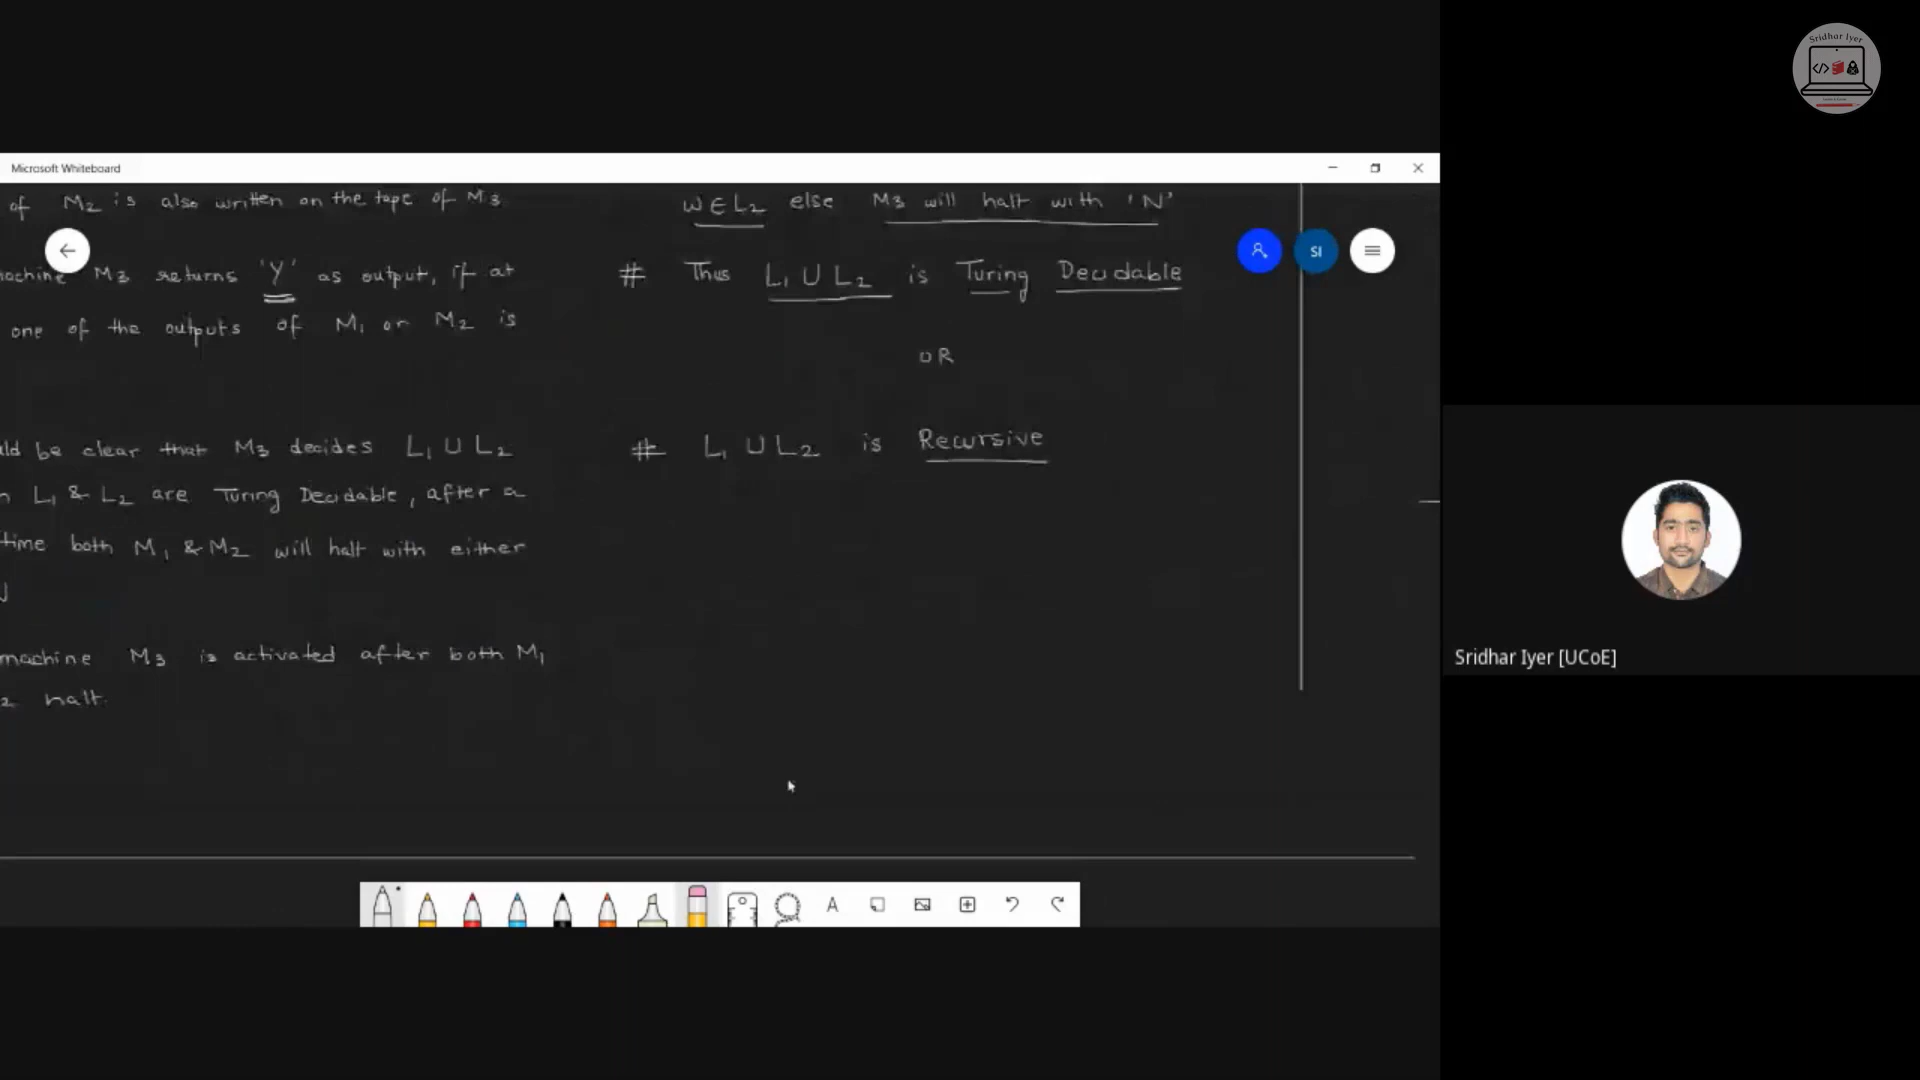 Sridhar Iyer
</>
Microsoft Whiteboard
of M2 is also written on the tape of M3
machine M3 returns 'Y' as output, if at
one of the outputs of M1 or M2 is
ld be clear that M3 decides L1 ∪ L2
n L1 & L2 are Turing Decidable, after a
time both M1 & M2 will halt with either
N
machine M3 is activated after both M1
2 halt.
W ∈ L2 else M3 will halt with 'N'
# Thus L1 ∪ L2 is Turing Decidable
OR
# L1 ∪ L2 is Recursive
SI
A
Sridhar Iyer [UCoE]